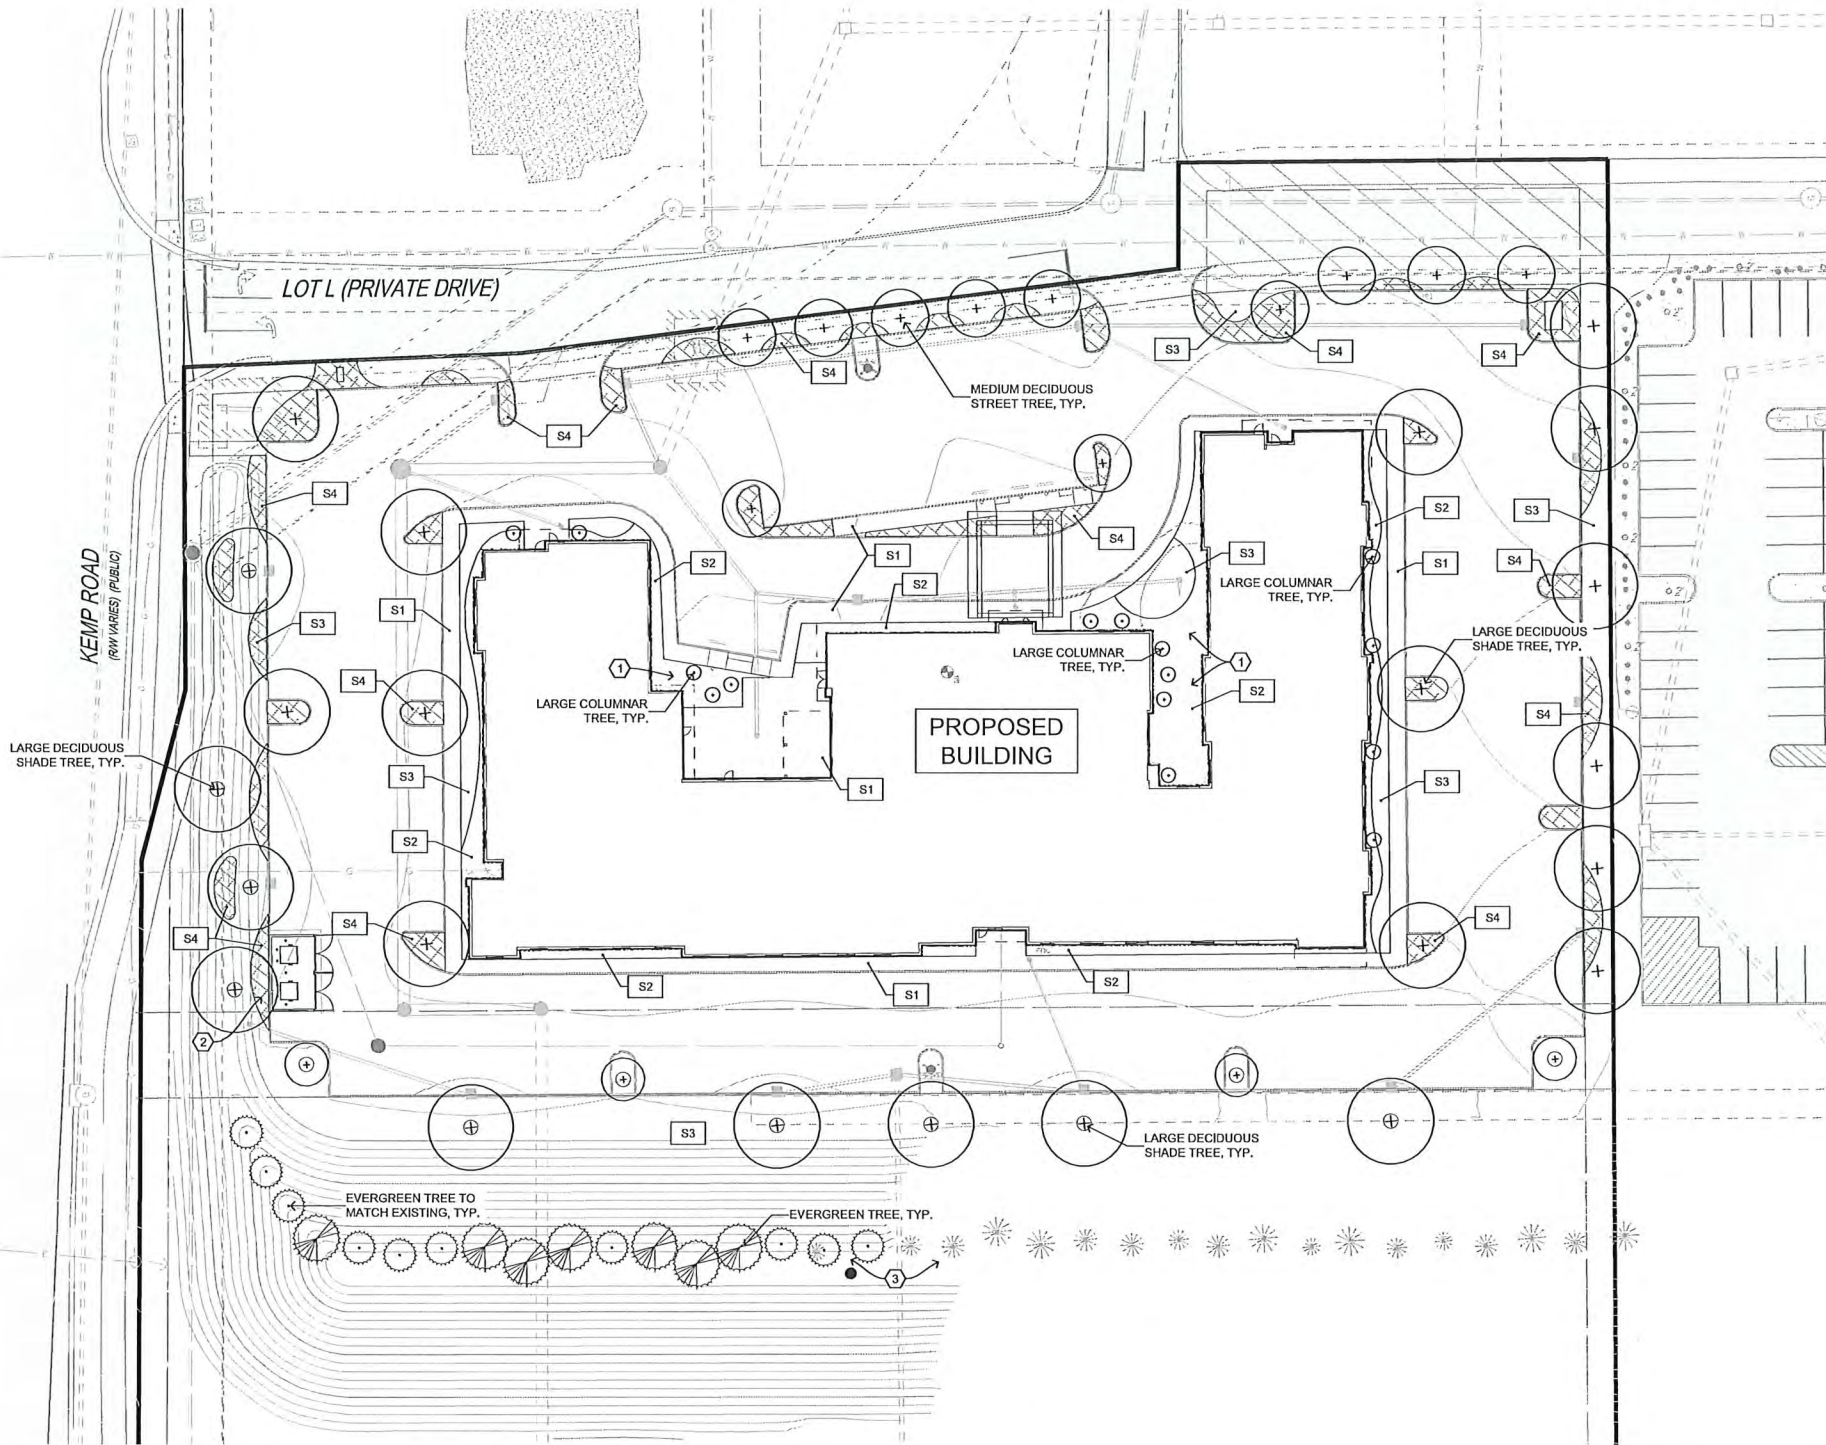 LOT L (PRIVATE DRIVE)
S3
S4
S4
S4
MEDIUM DECIDUOUS
STREET TREE, TYP.
S4
S4
S2
S3
S4
S1
S3
S2
S2
S1
S4
KEMP ROAD
(R/W VARIES) (PUBLIC)
LARGE COLUMNAR
TREE, TYP.
S1
S3
LARGE DECIDUOUS
SHADE TREE, TYP.
LARGE COLUMNAR
TREE, TYP.
1
1
S4
S2
LARGE COLUMNAR
TREE, TYP.
S4
PROPOSED
BUILDING
LARGE DECIDUOUS
SHADE TREE, TYP.
S3
S1
S3
S2
S4
S4
S4
S2
S1
S2
2
S3
LARGE DECIDUOUS
SHADE TREE, TYP.
EVERGREEN TREE TO
MATCH EXISTING, TYP.
EVERGREEN TREE, TYP.
3